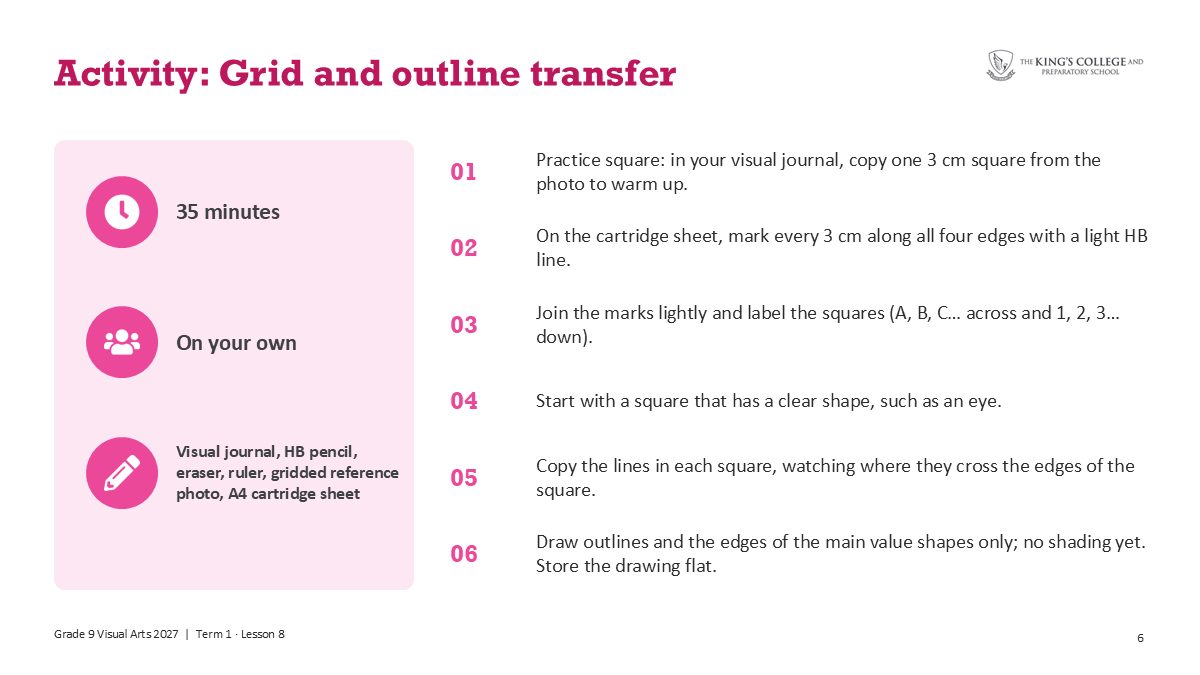 Activity: Grid and outline transfer
THE KING'S COLLEGE AND
PREPARATORY SCHOOL
35 minutes
On your own
Visual journal, HB pencil,
eraser, ruler, gridded reference
photo, A4 cartridge sheet
01
Practice square: in your visual journal, copy one 3 cm square from the
photo to warm up.
02
On the cartridge sheet, mark every 3 cm along all four edges with a light HB
line.
03
Join the marks lightly and label the squares (A, B, C... across and 1, 2, 3...
down).
04
Start with a square that has a clear shape, such as an eye.
05
Copy the lines in each square, watching where they cross the edges of the
square.
06
Draw outlines and the edges of the main value shapes only; no shading yet.
Store the drawing flat.
Grade 9 Visual Arts 2027 | Term 1 · Lesson 8
6